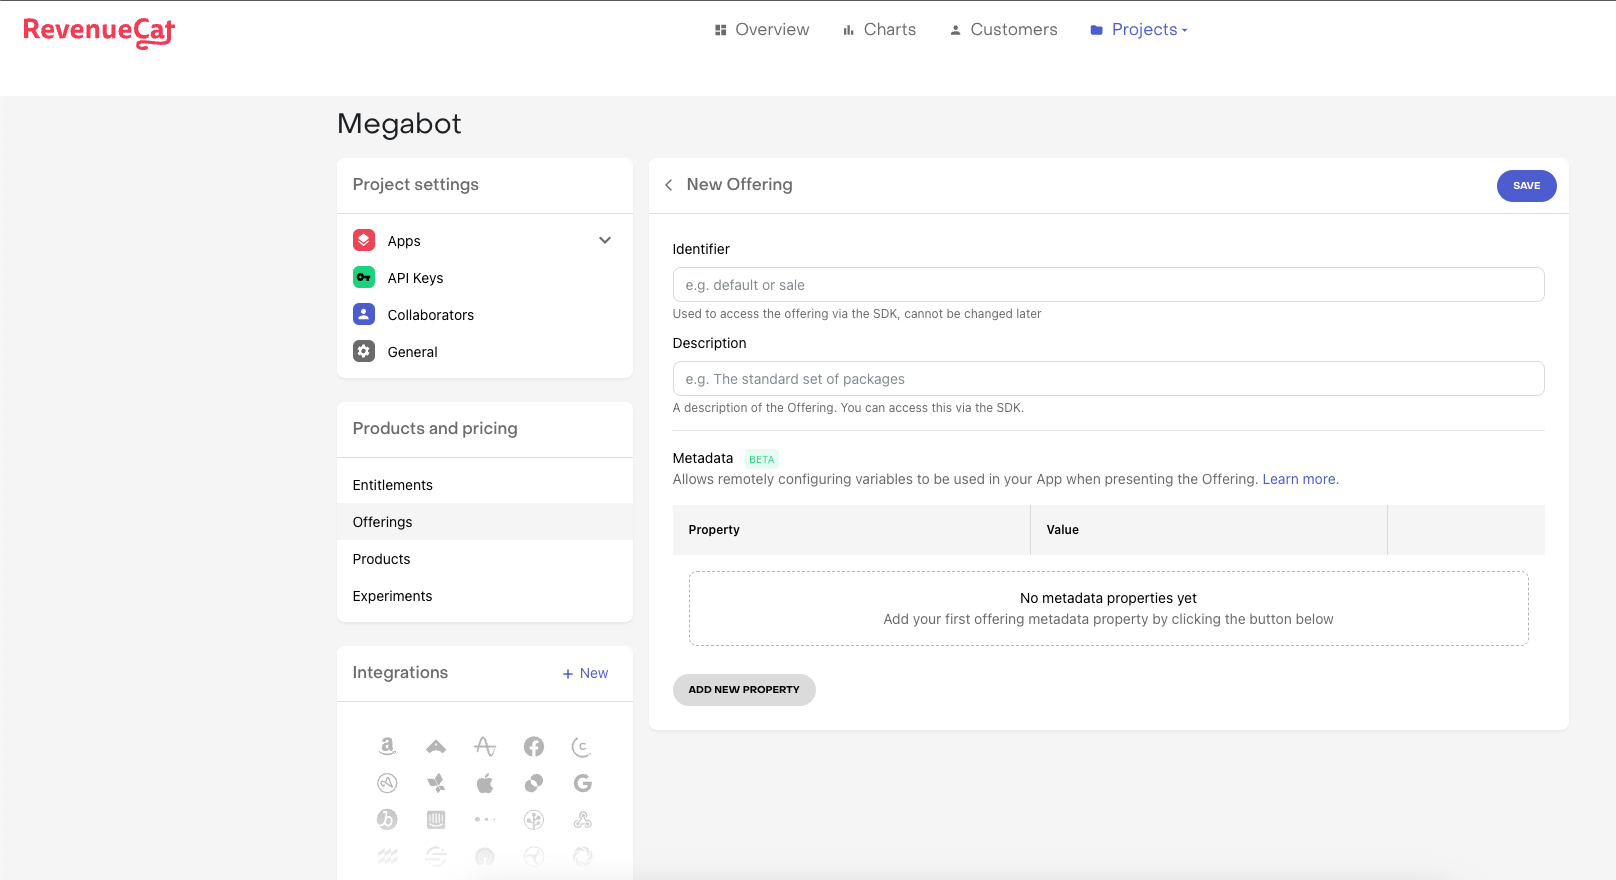 RevenueCat
Overview
Charts
Customers
Projects
Megabot
Project settings
Apps
API Keys
Collaborators
General
Products and pricing
Entitlements
Offerings
Products
Experiments
Integrations
+ New
New Offering
SAVE
Identifier
e.g. default or sale
Used to access the offering via the SDK, cannot be changed later
Description
e.g. The standard set of packages
A description of the Offering. You can access this via the SDK.
Metadata BETA
Allows remotely configuring variables to be used in your App when presenting the Offering. Learn more.
Property Value
No metadata properties yet
Add your first offering metadata property by clicking the button below
ADD NEW PROPERTY